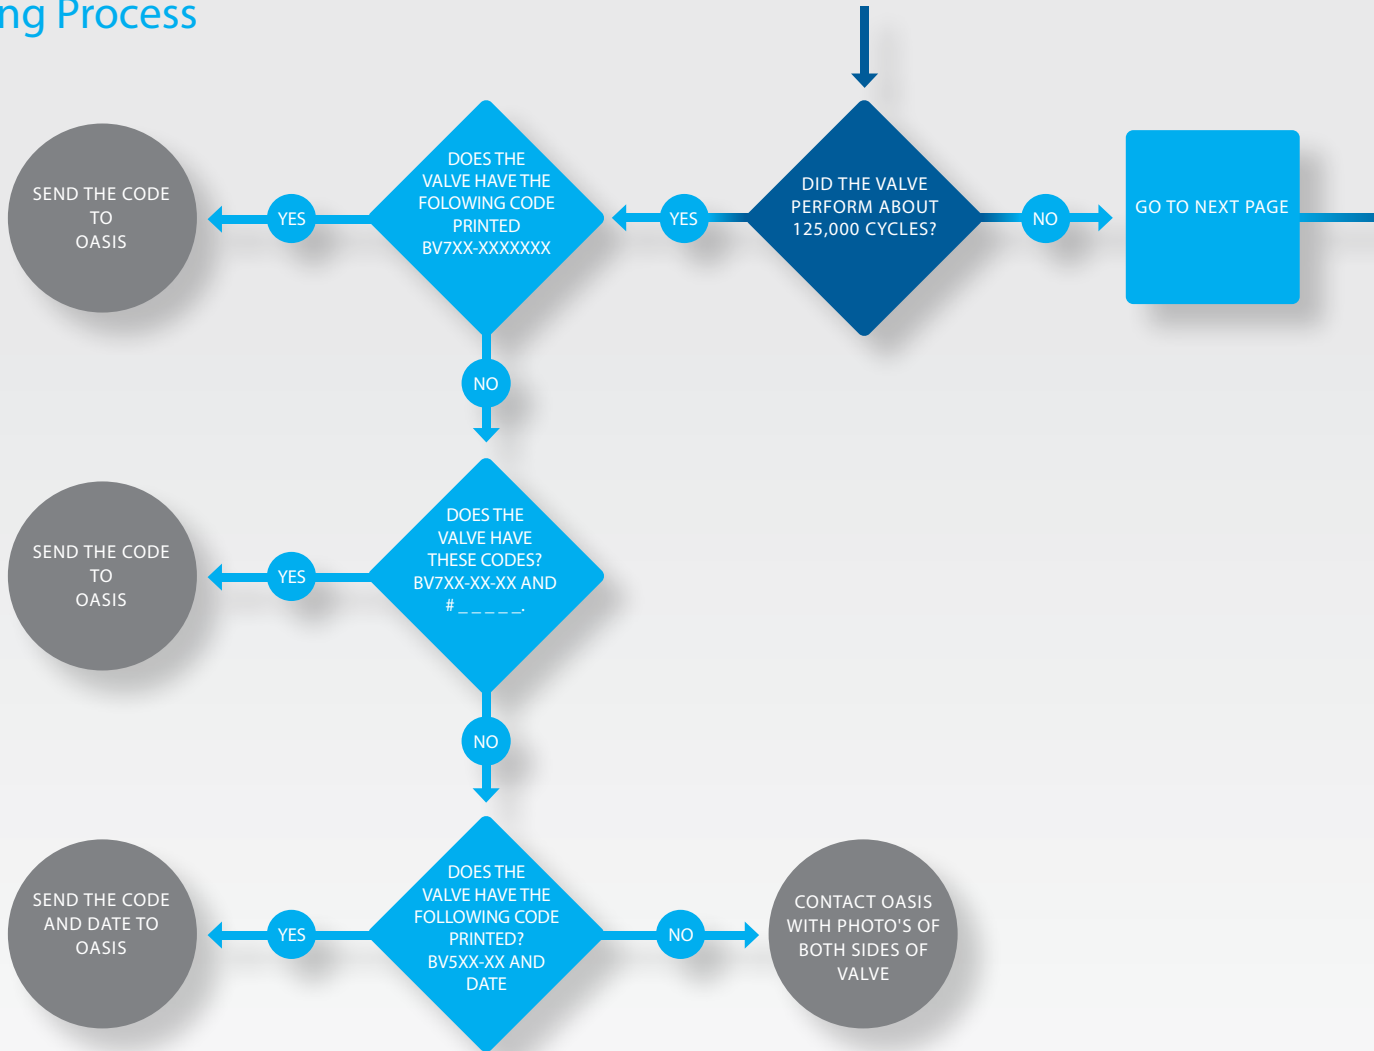 ng Process
SEND THE CODE
TO
OASIS
YES
DOES THE
VALVE HAVE THE
FOLOWING CODE
PRINTED
BV7XX-XXXXXXX
YES
DID THE VALVE
PERFORM ABOUT
125,000 CYCLES?
NO
GO TO NEXT PAGE
NO
SEND THE CODE
TO
OASIS
YES
DOES THE
VALVE HAVE
THESE CODES?
BV7XX-XX-XX AND
# _ _ _ _ _.
NO
SEND THE CODE
AND DATE TO
OASIS
YES
DOES THE
VALVE HAVE THE
FOLLOWING CODE
PRINTED?
BV5XX-XX AND
DATE
NO
CONTACT OASIS
WITH PHOTO'S OF
BOTH SIDES OF
VALVE